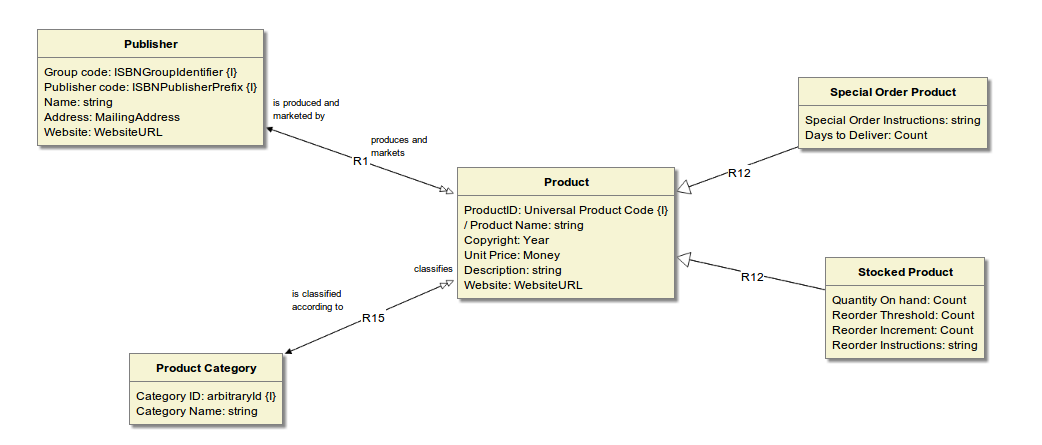 Publisher
Group code: ISBNGroupIdentifier {I}
Publisher code: ISBNPublisherPrefix {I}
Name: string
Address: MailingAddress
Website: WebsiteURL
is produced and
marketed by
produces and
markets
R1
Product
ProductID: Universal Product Code {I}
/ Product Name: string
Copyright: Year
Unit Price: Money
Description: string
Website: WebsiteURL
Special Order Product
Special Order Instructions: string
Days to Deliver: Count
R12
R12
Stocked Product
Quantity On hand: Count
Reorder Threshold: Count
Reorder Increment: Count
Reorder Instructions: string
classifies
is classified
according to
R15
Product Category
Category ID: arbitraryId {I}
Category Name: string